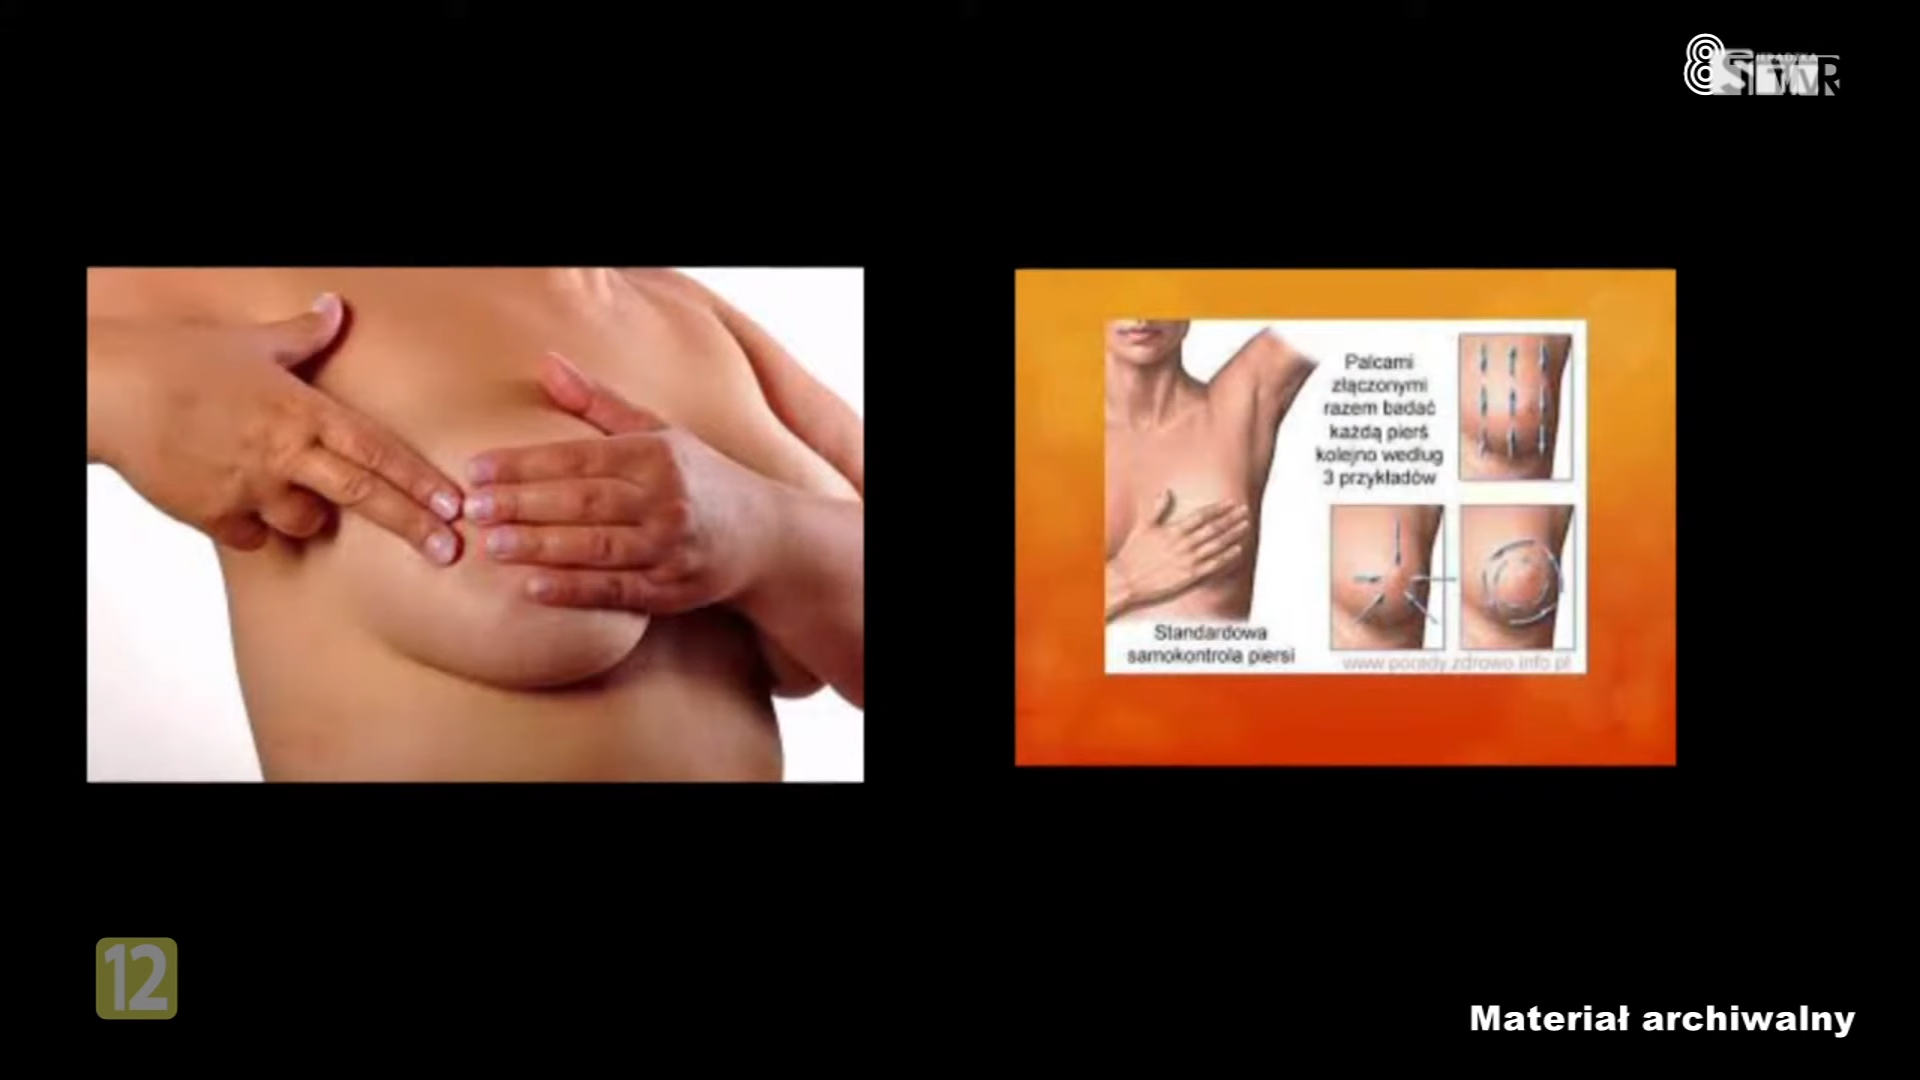 Palcami
złączonymi
razem badać
każdą pierś
kolejno według
3 przykładów
Standardowa
samokontrola piersi
www.porady.zdrowo.info.pl
12
Materiał archiwalny